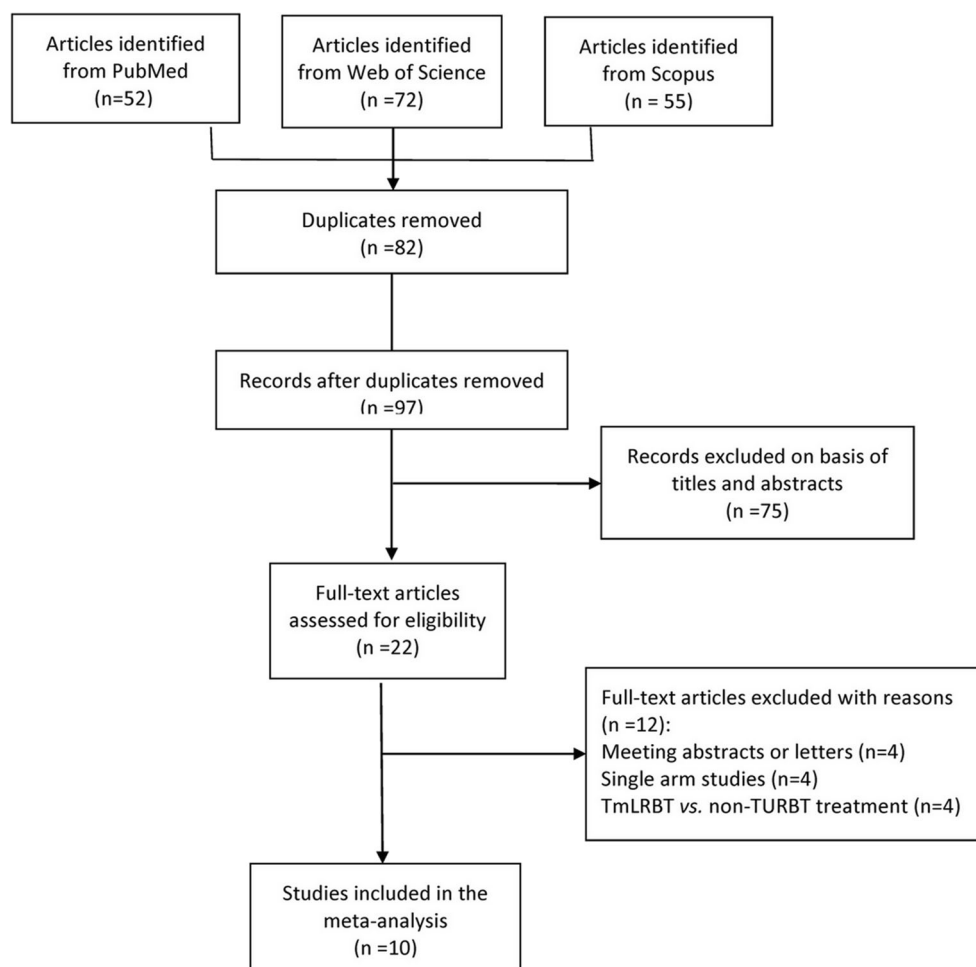 Articles identified
from PubMed
(n=52)
Articles identified
from Web of Science
(n =72)
Articles identified
from Scopus
(n = 55)
Duplicates removed
(n =82)
Records after duplicates removed
(n =97)
Records excluded on basis of
titles and abstracts
(n =75)
Full-text articles
assessed for eligibility
(n =22)
Full-text articles excluded with reasons
(n =12):
Meeting abstracts or letters (n=4)
Single arm studies (n=4)
TmLRBT vs. non-TURBT treatment (n=4)
Studies included in the
meta-analysis
(n =10)